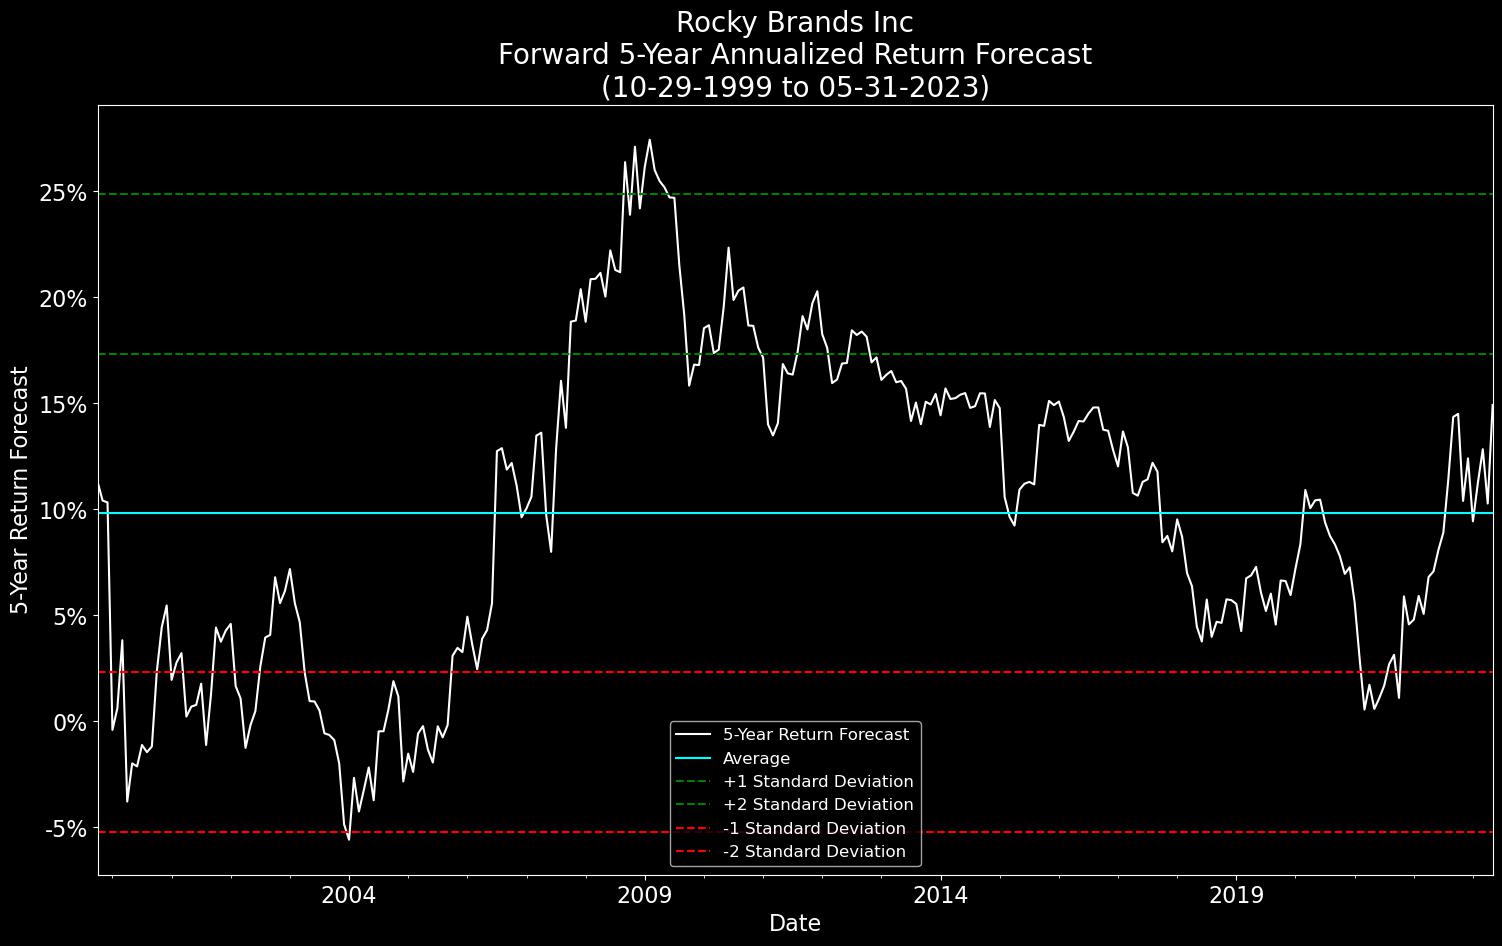 Rocky Brands Inc
Forward 5-Year Annualized Return Forecast
(10-29-1999 to 05-31-2023)
5-Year Return Forecast
25%
20%
15%
10%
5%
0%
-5%
5-Year Return Forecast
Average
+1 Standard Deviation
+2 Standard Deviation
-1 Standard Deviation
-2 Standard Deviation
2004
2009
2014
2019
Date